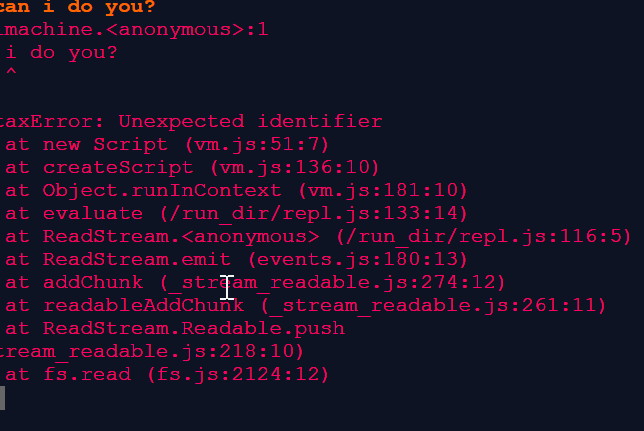 can i do you?
machine.<anonymous>:1
i do you?
^
taxError: Unexpected identifier
at new Script (vm.js:51:7)
at createScript (vm.js:136:10)
at Object.runInContext (vm.js:181:10)
at evaluate (/run_dir/repl.js:133:14)
at ReadStream.<anonymous> (/run_dir/repl.js:116:5)
at ReadStream.emit (events.js:180:13)
at addChunk (_stream_readable.js:274:12)
at readableAddChunk (_stream_readable.js:261:11)
at ReadStream.Readable.push
tream_readable.js:218:10)
at fs.read (fs.js:2124:12)